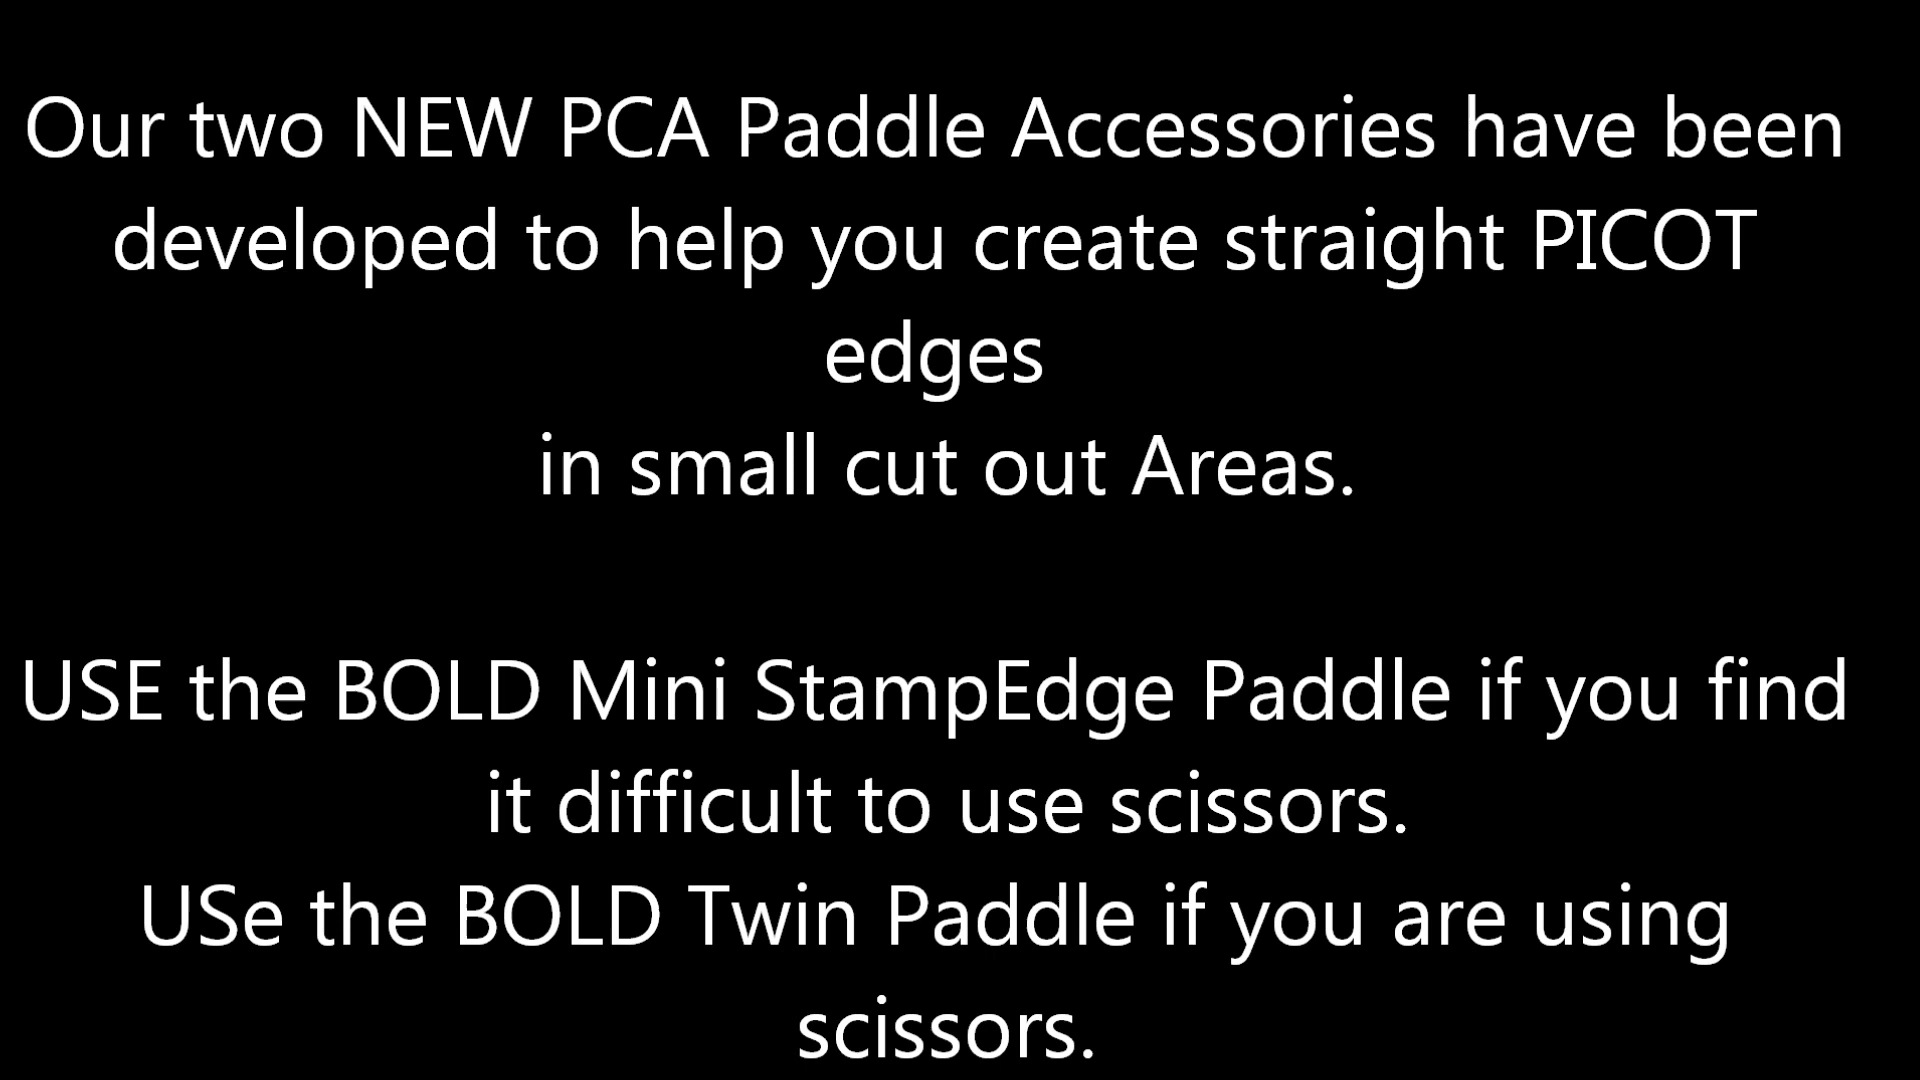 Our two NEW PCA Paddle Accessories have been
developed to help you create straight PICOT
edges
in small cut out Areas.
USE the BOLD Mini StampEdge Paddle if you find
it difficult to use scissors.
USe the BOLD Twin Paddle if you are using
scissors.